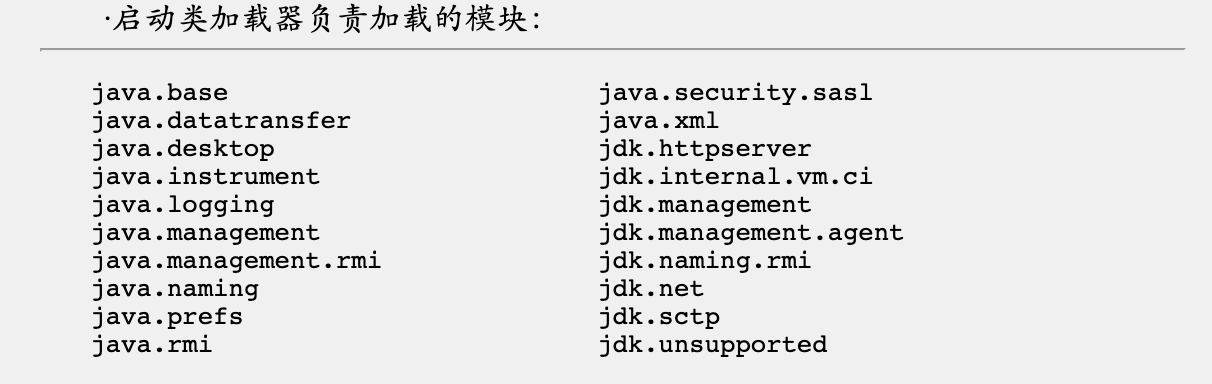 ·启动类加载器负责加载的模块:
java.base java.security.sasl
java.datatransfer java.xml
java.desktop jdk.httpserver
java.instrument jdk.internal.vm.ci
java.logging jdk.management
java.management jdk.management.agent
java.management.rmi jdk.naming.rmi
java.naming jdk.net
java.prefs jdk.sctp
java.rmi jdk.unsupported